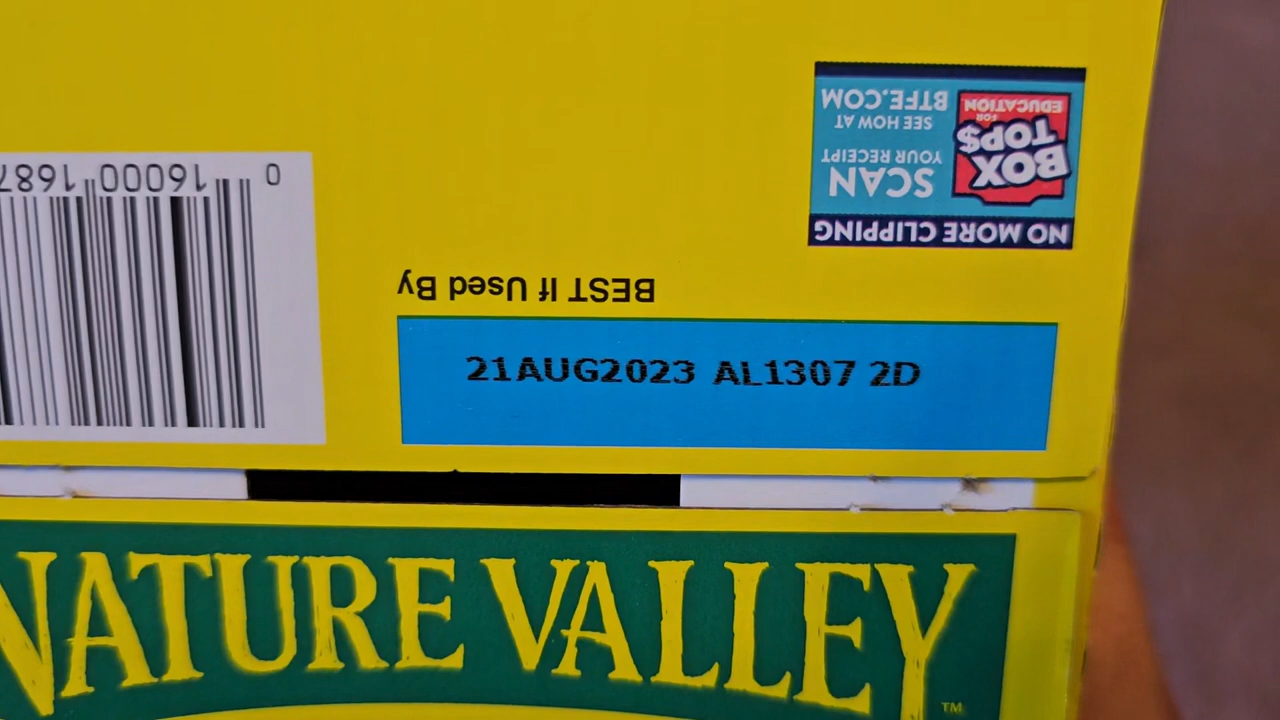 NO MORE CLIPPING
BOX TOPS FOR EDUCATION
SCAN
YOUR RECEIPT
SEE HOW AT
BTFE.COM
0 16000 1687
BEST If Used By
21AUG2023 AL1307 2D
NATURE VALLEY™